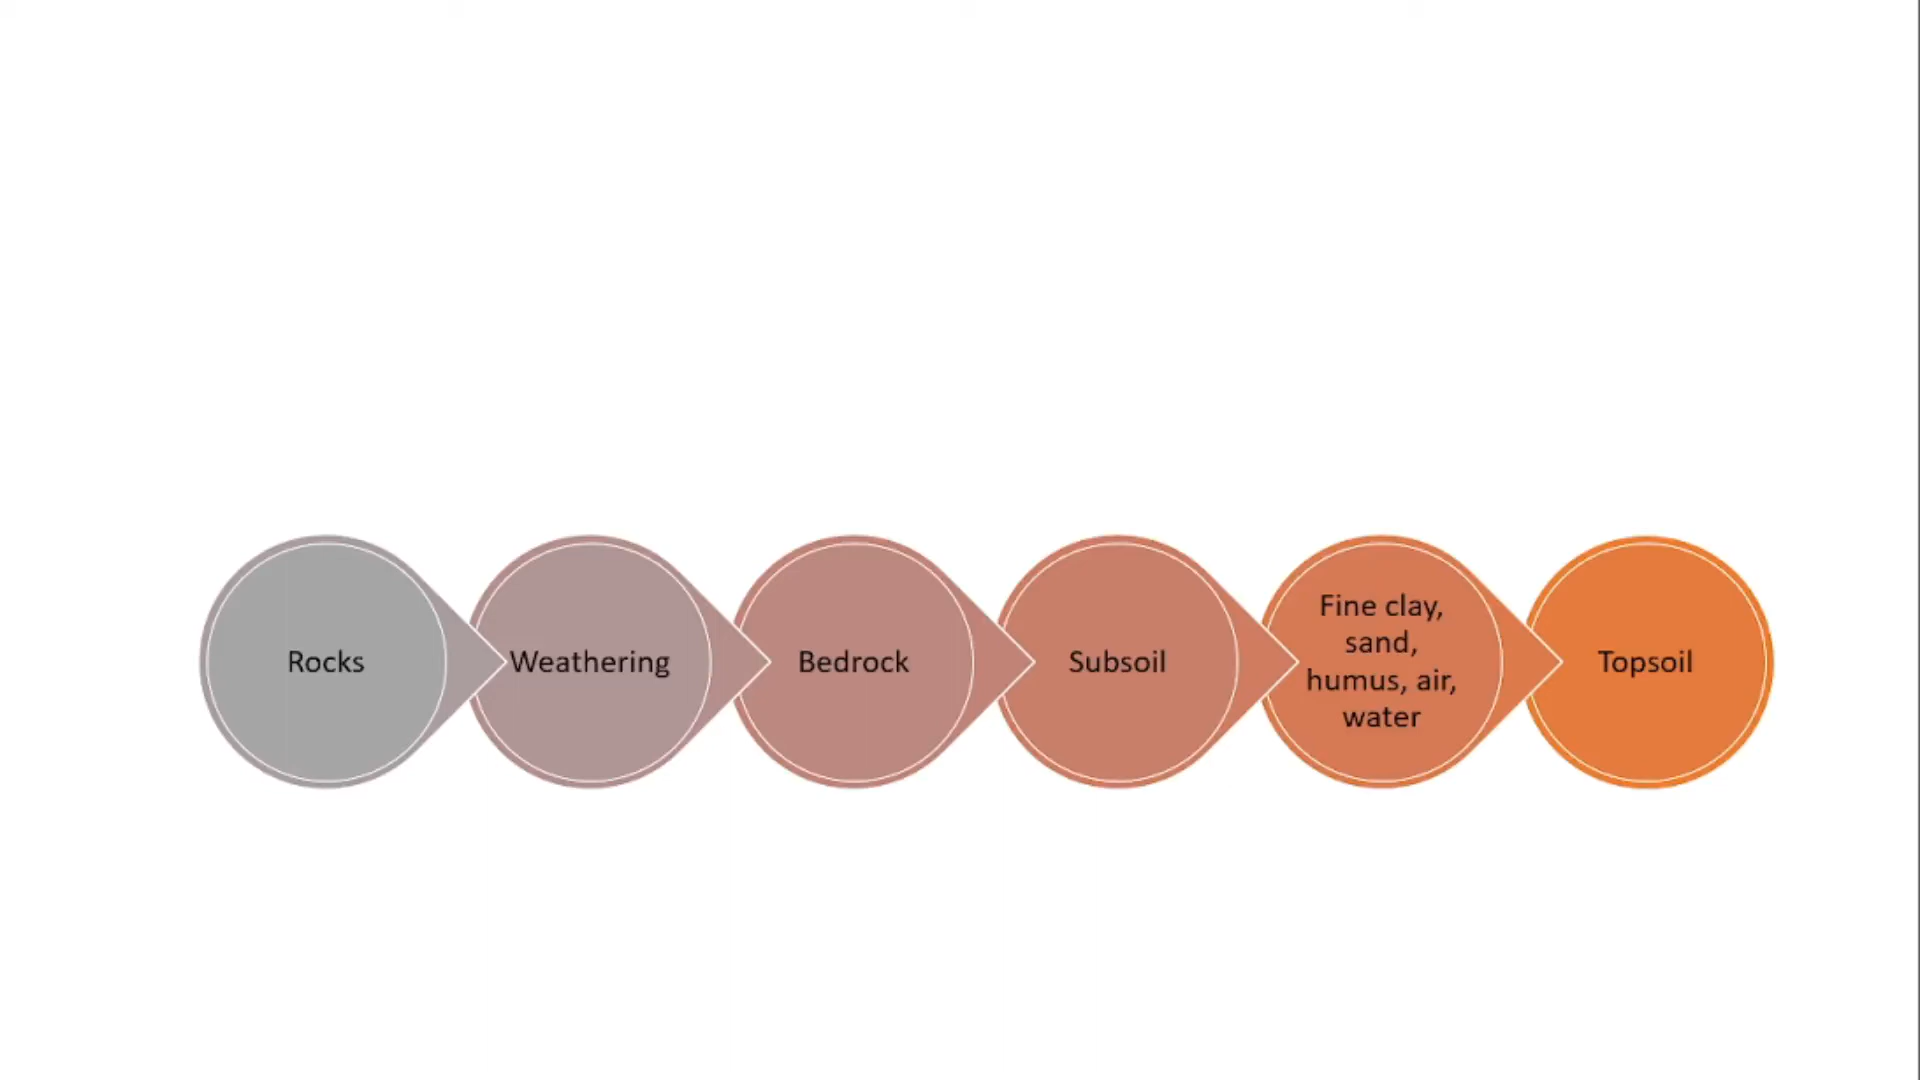 Rocks
Weathering
Bedrock
Subsoil
Fine clay,
sand,
humus, air,
water
Topsoil